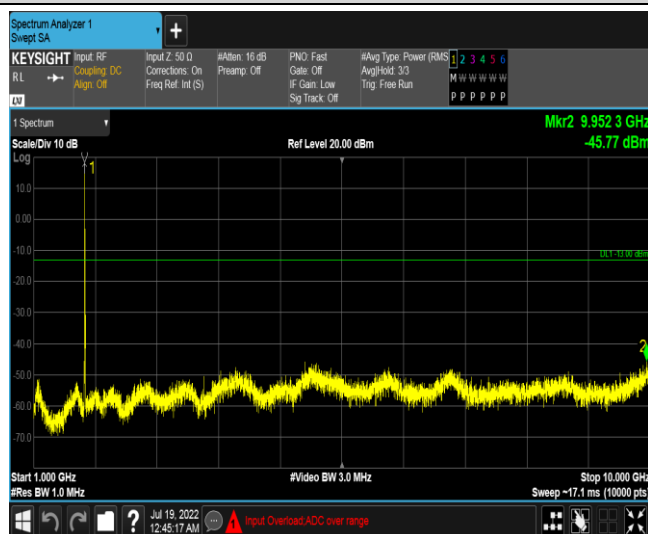 Spectrum Analyzer 1
Swept SA
+
KEYSIGHT
RL
LXI
Input: RF
Coupling: DC
Align: Off
Input Z: 50 Ω
Corrections: On
Freq Ref: Int (S)
#Atten: 16 dB
Preamp: Off
PNO: Fast
Gate: Off
IF Gain: Low
Sig Track: Off
#Avg Type: Power (RMS
Avg|Hold: 3/3
Trig: Free Run
1 2 3 4 5 6
M W W W W W
P P P P P P
1 Spectrum
Mkr2 9.952 3 GHz
-45.77 dBm
Scale/Div 10 dB
Ref Level 20.00 dBm
Log
1
10.0
0.00
-10.0
DL1 -13.00 dBm
-20.0
-30.0
-40.0
2
-50.0
-60.0
-70.0
Start 1.000 GHz
#Video BW 3.0 MHz
Stop 10.000 GHz
#Res BW 1.0 MHz
Sweep ~17.1 ms (10000 pts)
?
Jul 19, 2022
12:45:17 AM
Input Overload;ADC over range